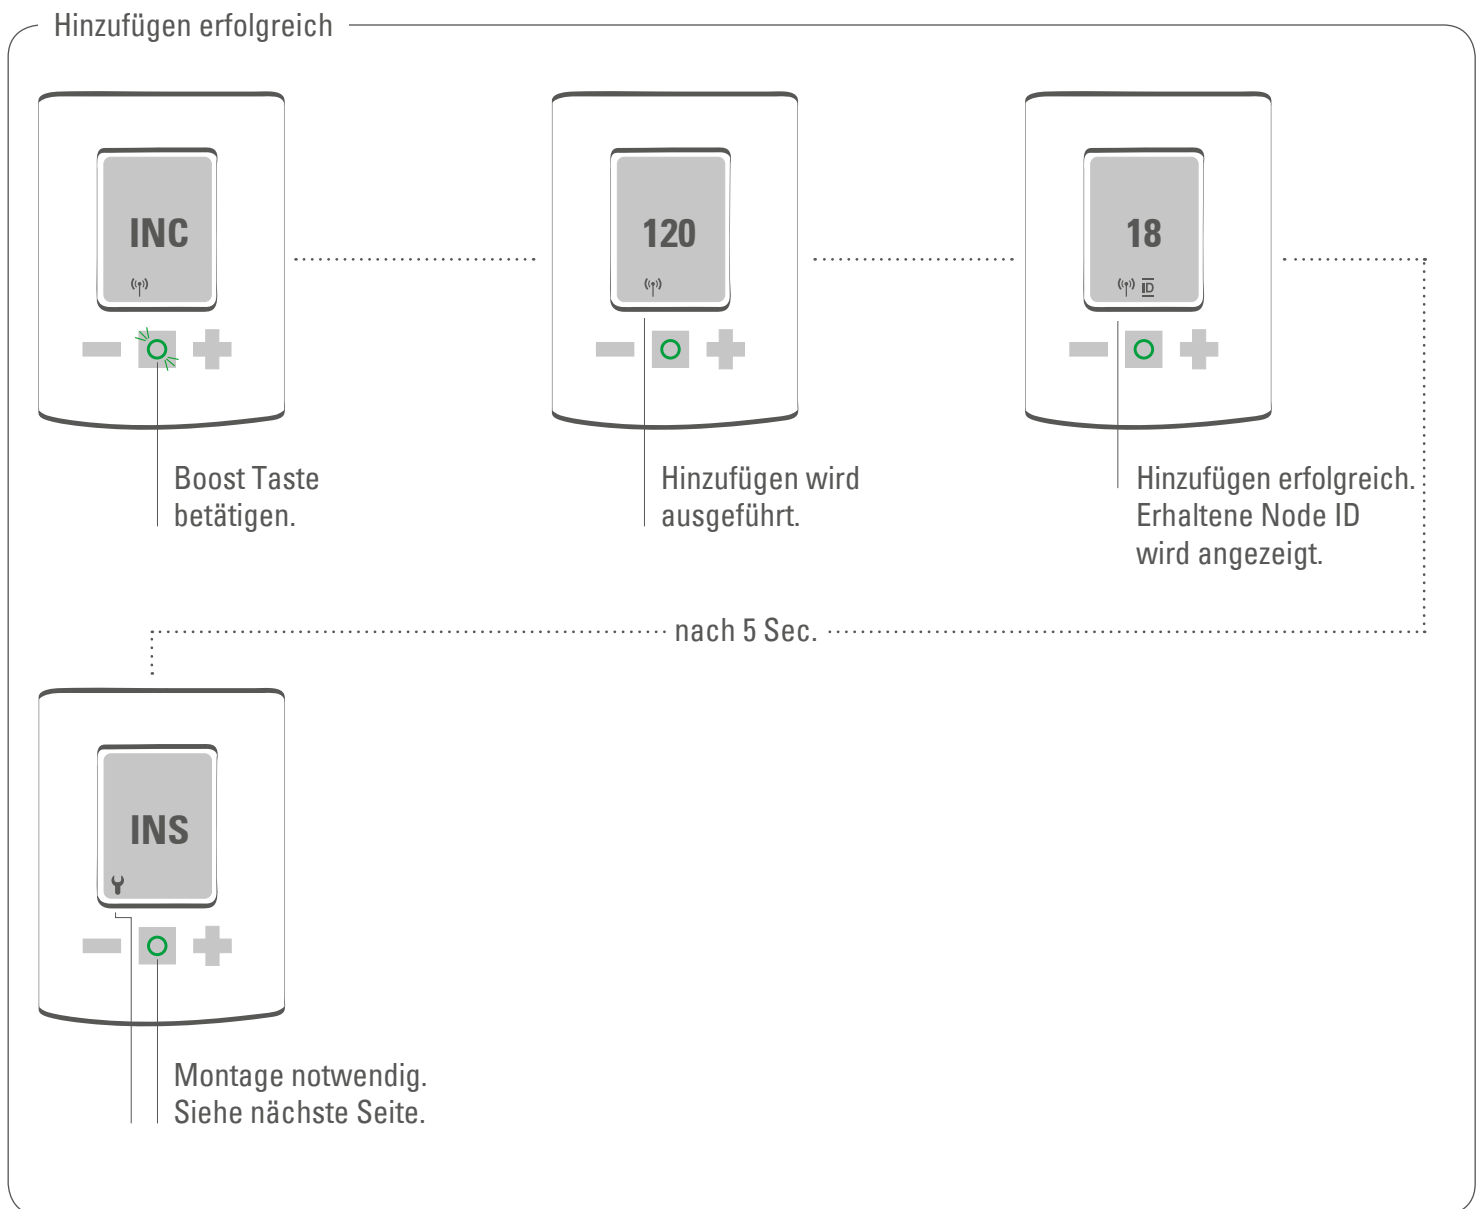 Hinzufügen erfolgreich
INC
120
18
ID
Boost Taste
betätigen.
Hinzufügen wird
ausgeführt.
Hinzufügen erfolgreich.
Erhaltene Node ID
wird angezeigt.
nach 5 Sec.
INS
Montage notwendig.
Siehe nächste Seite.